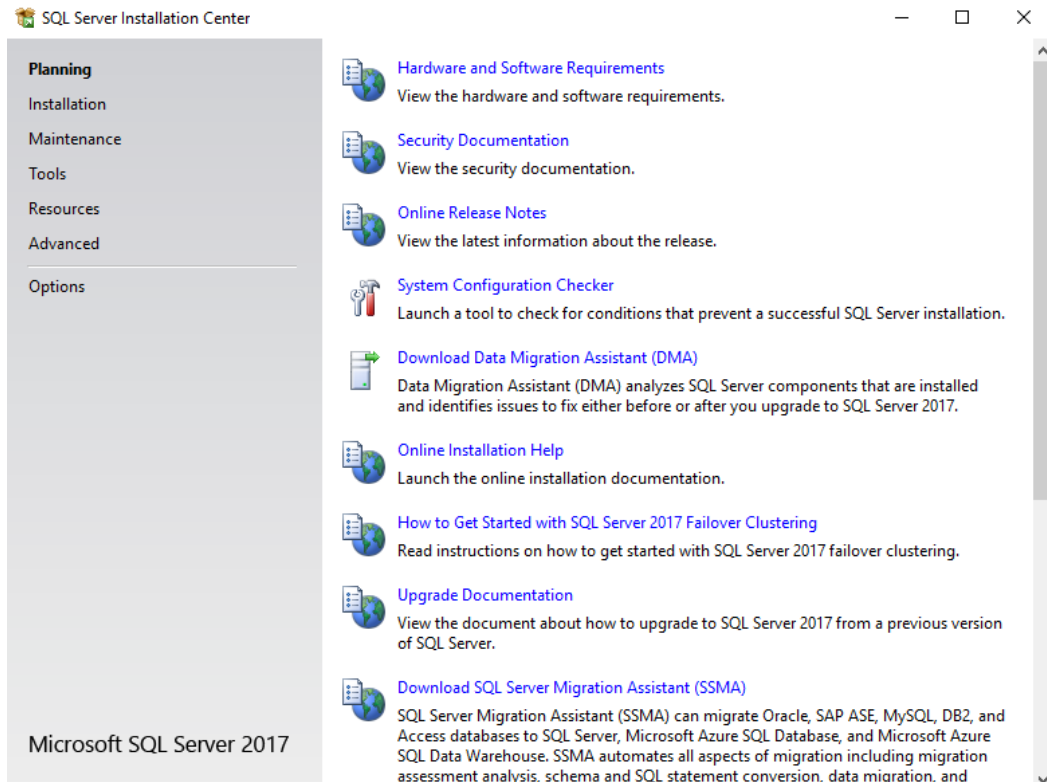 SQL Server Installation Center
Planning
Installation
Maintenance
Tools
Resources
Advanced
Options
Microsoft SQL Server 2017
Hardware and Software Requirements
View the hardware and software requirements.
Security Documentation
View the security documentation.
Online Release Notes
View the latest information about the release.
System Configuration Checker
Launch a tool to check for conditions that prevent a successful SQL Server installation.
Download Data Migration Assistant (DMA)
Data Migration Assistant (DMA) analyzes SQL Server components that are installed
and identifies issues to fix either before or after you upgrade to SQL Server 2017.
Online Installation Help
Launch the online installation documentation.
How to Get Started with SQL Server 2017 Failover Clustering
Read instructions on how to get started with SQL Server 2017 failover clustering.
Upgrade Documentation
View the document about how to upgrade to SQL Server 2017 from a previous version
of SQL Server.
Download SQL Server Migration Assistant (SSMA)
SQL Server Migration Assistant (SSMA) can migrate Oracle, SAP ASE, MySQL, DB2, and
Access databases to SQL Server, Microsoft Azure SQL Database, and Microsoft Azure
SQL Data Warehouse. SSMA automates all aspects of migration including migration
assessment analysis, schema and SQL statement conversion, data migration, and